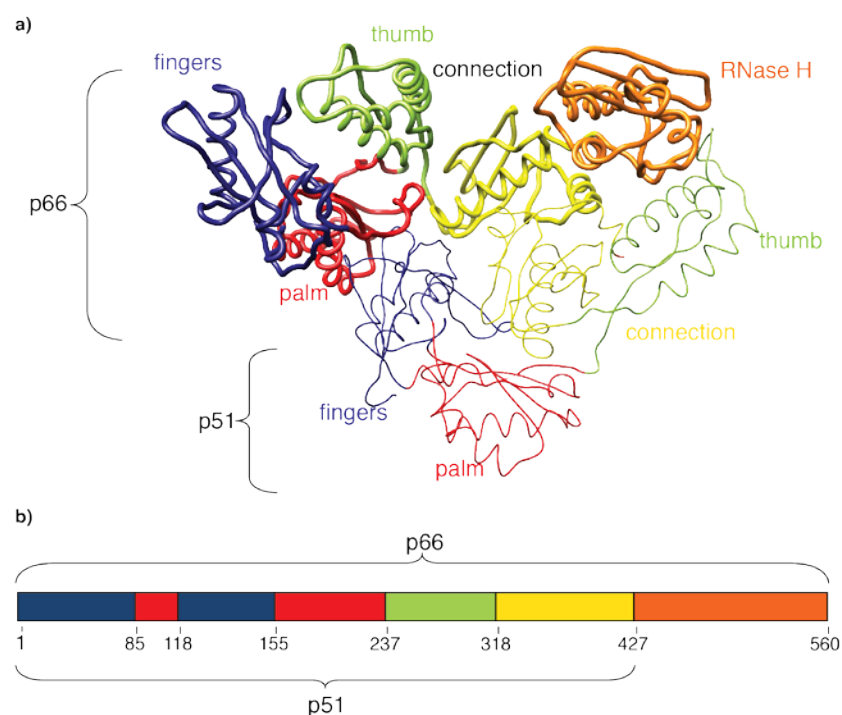 a)
thumb
connection
fingers
RNase H
p66
thumb
palm
connection
p51
fingers
palm
b)
p66
1 85 118 155 237 318 427 560
p51